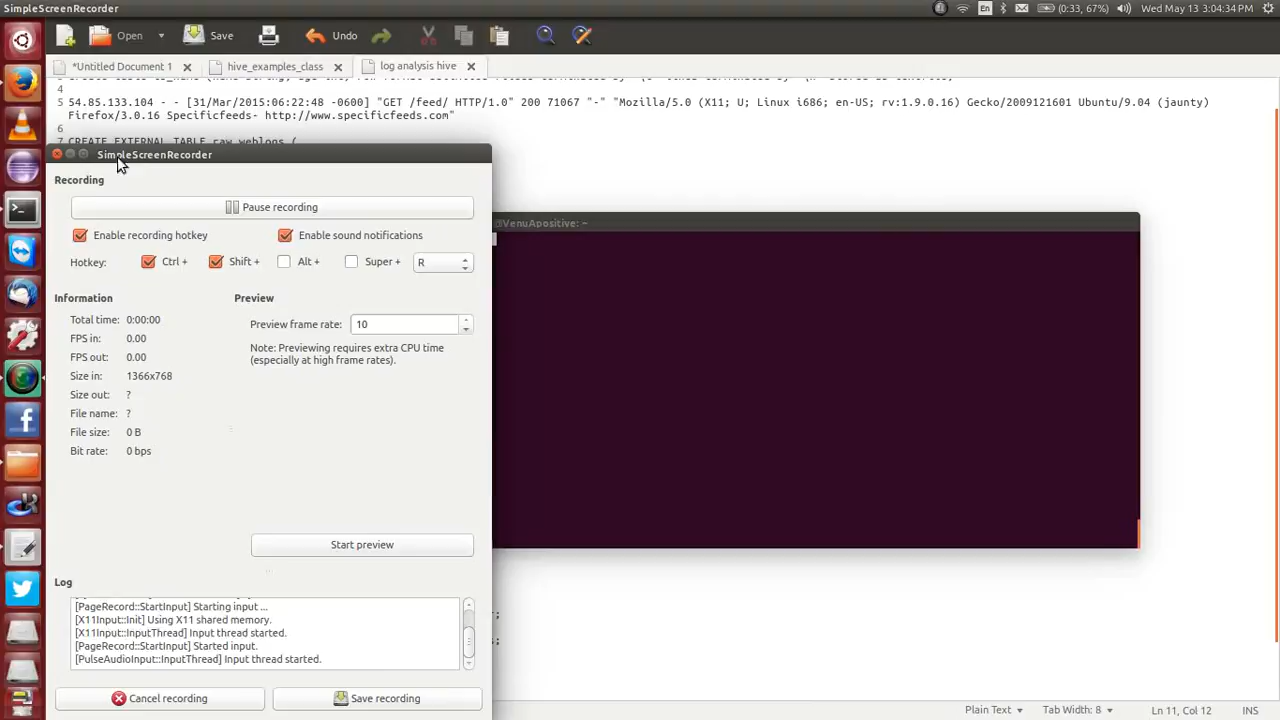 SimpleScreenRecorder
En (0:33, 67%) Wed May 13-3:04:34 PM
Open Save Undo
*Untitled Document 1 hive_examples_class log analysis hive
4
5 54.85.133.104 - - [31/Mar/2015:06:22:48 -0600] "GET /feed/ HTTP/1.0" 200 71067 "-" "Mozilla/5.0 (X11; U; Linux i686; en-US; rv:1.9.0.16) Gecko/2009121601 Ubuntu/9.04 (jaunty)
Firefox/3.0.16 Specificfeeds- http://www.specificfeeds.com"
6
7 CREATE EXTERNAL TABLE raw_weblogs (
SimpleScreenRecorder
Recording
Pause recording
@VenuApositive: ~
Enable recording hotkey Enable sound notifications
Hotkey: Ctrl + Shift + Alt + Super + R
Information Preview
Total time: 0:00:00
Preview frame rate: 10
FPS in: 0.00
FPS out: 0.00
Note: Previewing requires extra CPU time
(especially at high frame rates).
Size in: 1366x768
Size out: ?
File name: ?
File size: 0 B
Bit rate: 0 bps
Start preview
Log
[PageRecord::StartInput] Starting input ...
[X11Input::Init] Using X11 shared memory.
[X11Input::InputThread] Input thread started.
[PageRecord::StartInput] Started input.
[PulseAudioInput::InputThread] Input thread started.
Cancel recording Save recording
Plain Text Tab Width: 8 Ln 11, Col 12 INS